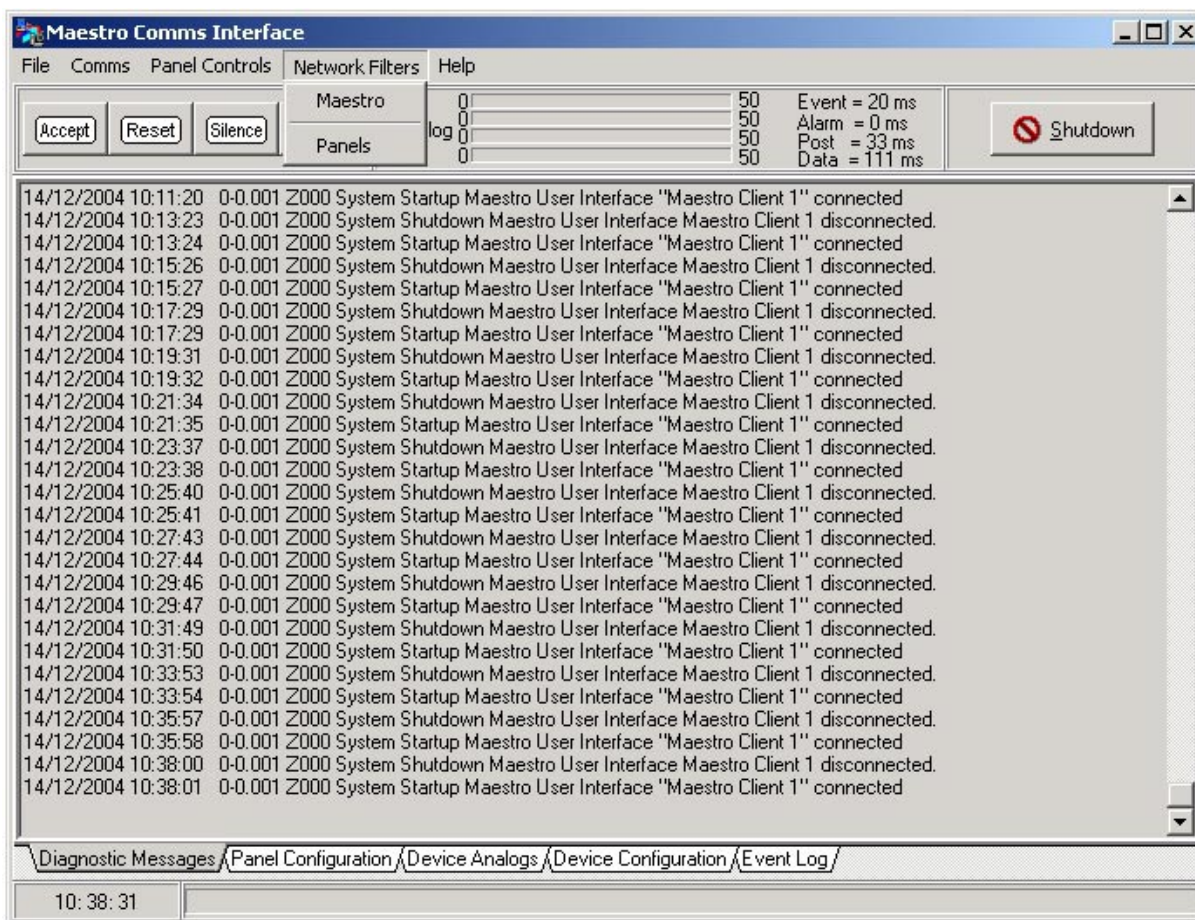 Maestro Comms Interface
File Comms Panel Controls Network Filters Help
Maestro
Panels
Accept Reset Silence
log
0 50
0 50
0 50
0 50
Event = 20 ms
Alarm = 0 ms
Post = 33 ms
Data = 111 ms
Shutdown
14/12/2004 10:11:20 0-0.001 Z000 System Startup Maestro User Interface "Maestro Client 1" connected
14/12/2004 10:13:23 0-0.001 Z000 System Shutdown Maestro User Interface Maestro Client 1 disconnected.
14/12/2004 10:13:24 0-0.001 Z000 System Startup Maestro User Interface "Maestro Client 1" connected
14/12/2004 10:15:26 0-0.001 Z000 System Shutdown Maestro User Interface Maestro Client 1 disconnected.
14/12/2004 10:15:27 0-0.001 Z000 System Startup Maestro User Interface "Maestro Client 1" connected
14/12/2004 10:17:29 0-0.001 Z000 System Shutdown Maestro User Interface Maestro Client 1 disconnected.
14/12/2004 10:17:29 0-0.001 Z000 System Startup Maestro User Interface "Maestro Client 1" connected
14/12/2004 10:19:31 0-0.001 Z000 System Shutdown Maestro User Interface Maestro Client 1 disconnected.
14/12/2004 10:19:32 0-0.001 Z000 System Startup Maestro User Interface "Maestro Client 1" connected
14/12/2004 10:21:34 0-0.001 Z000 System Shutdown Maestro User Interface Maestro Client 1 disconnected.
14/12/2004 10:21:35 0-0.001 Z000 System Startup Maestro User Interface "Maestro Client 1" connected
14/12/2004 10:23:37 0-0.001 Z000 System Shutdown Maestro User Interface Maestro Client 1 disconnected.
14/12/2004 10:23:38 0-0.001 Z000 System Startup Maestro User Interface "Maestro Client 1" connected
14/12/2004 10:25:40 0-0.001 Z000 System Shutdown Maestro User Interface Maestro Client 1 disconnected.
14/12/2004 10:25:41 0-0.001 Z000 System Startup Maestro User Interface "Maestro Client 1" connected
14/12/2004 10:27:43 0-0.001 Z000 System Shutdown Maestro User Interface Maestro Client 1 disconnected.
14/12/2004 10:27:44 0-0.001 Z000 System Startup Maestro User Interface "Maestro Client 1" connected
14/12/2004 10:29:46 0-0.001 Z000 System Shutdown Maestro User Interface Maestro Client 1 disconnected.
14/12/2004 10:29:47 0-0.001 Z000 System Startup Maestro User Interface "Maestro Client 1" connected
14/12/2004 10:31:49 0-0.001 Z000 System Shutdown Maestro User Interface Maestro Client 1 disconnected.
14/12/2004 10:31:50 0-0.001 Z000 System Startup Maestro User Interface "Maestro Client 1" connected
14/12/2004 10:33:53 0-0.001 Z000 System Shutdown Maestro User Interface Maestro Client 1 disconnected.
14/12/2004 10:33:54 0-0.001 Z000 System Startup Maestro User Interface "Maestro Client 1" connected
14/12/2004 10:35:57 0-0.001 Z000 System Shutdown Maestro User Interface Maestro Client 1 disconnected.
14/12/2004 10:35:58 0-0.001 Z000 System Startup Maestro User Interface "Maestro Client 1" connected
14/12/2004 10:38:00 0-0.001 Z000 System Shutdown Maestro User Interface Maestro Client 1 disconnected.
14/12/2004 10:38:01 0-0.001 Z000 System Startup Maestro User Interface "Maestro Client 1" connected
Diagnostic Messages Panel Configuration Device Analogs Device Configuration Event Log
10: 38: 31